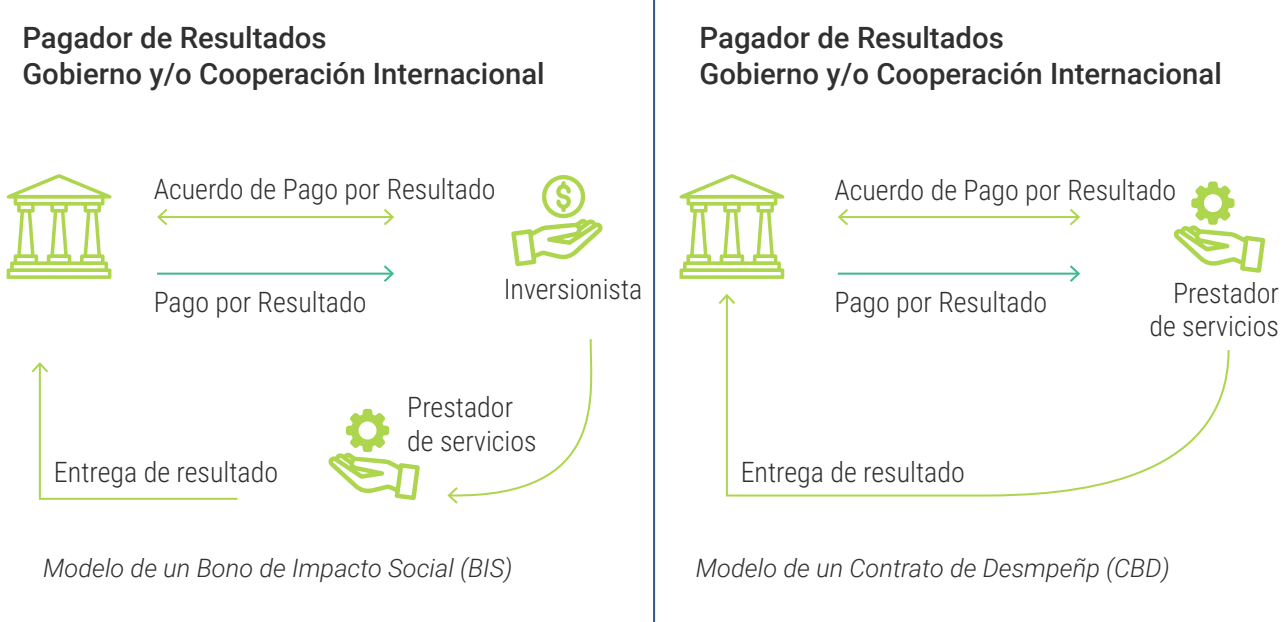 Pagador de Resultados
Gobierno y/o Cooperación Internacional
Acuerdo de Pago por Resultado
$
Pago por Resultado
Inversionista
Prestador
de servicios
Entrega de resultado
Modelo de un Bono de Impacto Social (BIS)
Pagador de Resultados
Gobierno y/o Cooperación Internacional
Acuerdo de Pago por Resultado
Pago por Resultado
Prestador
de servicios
Entrega de resultado
Modelo de un Contrato de Desmpeñp (CBD)